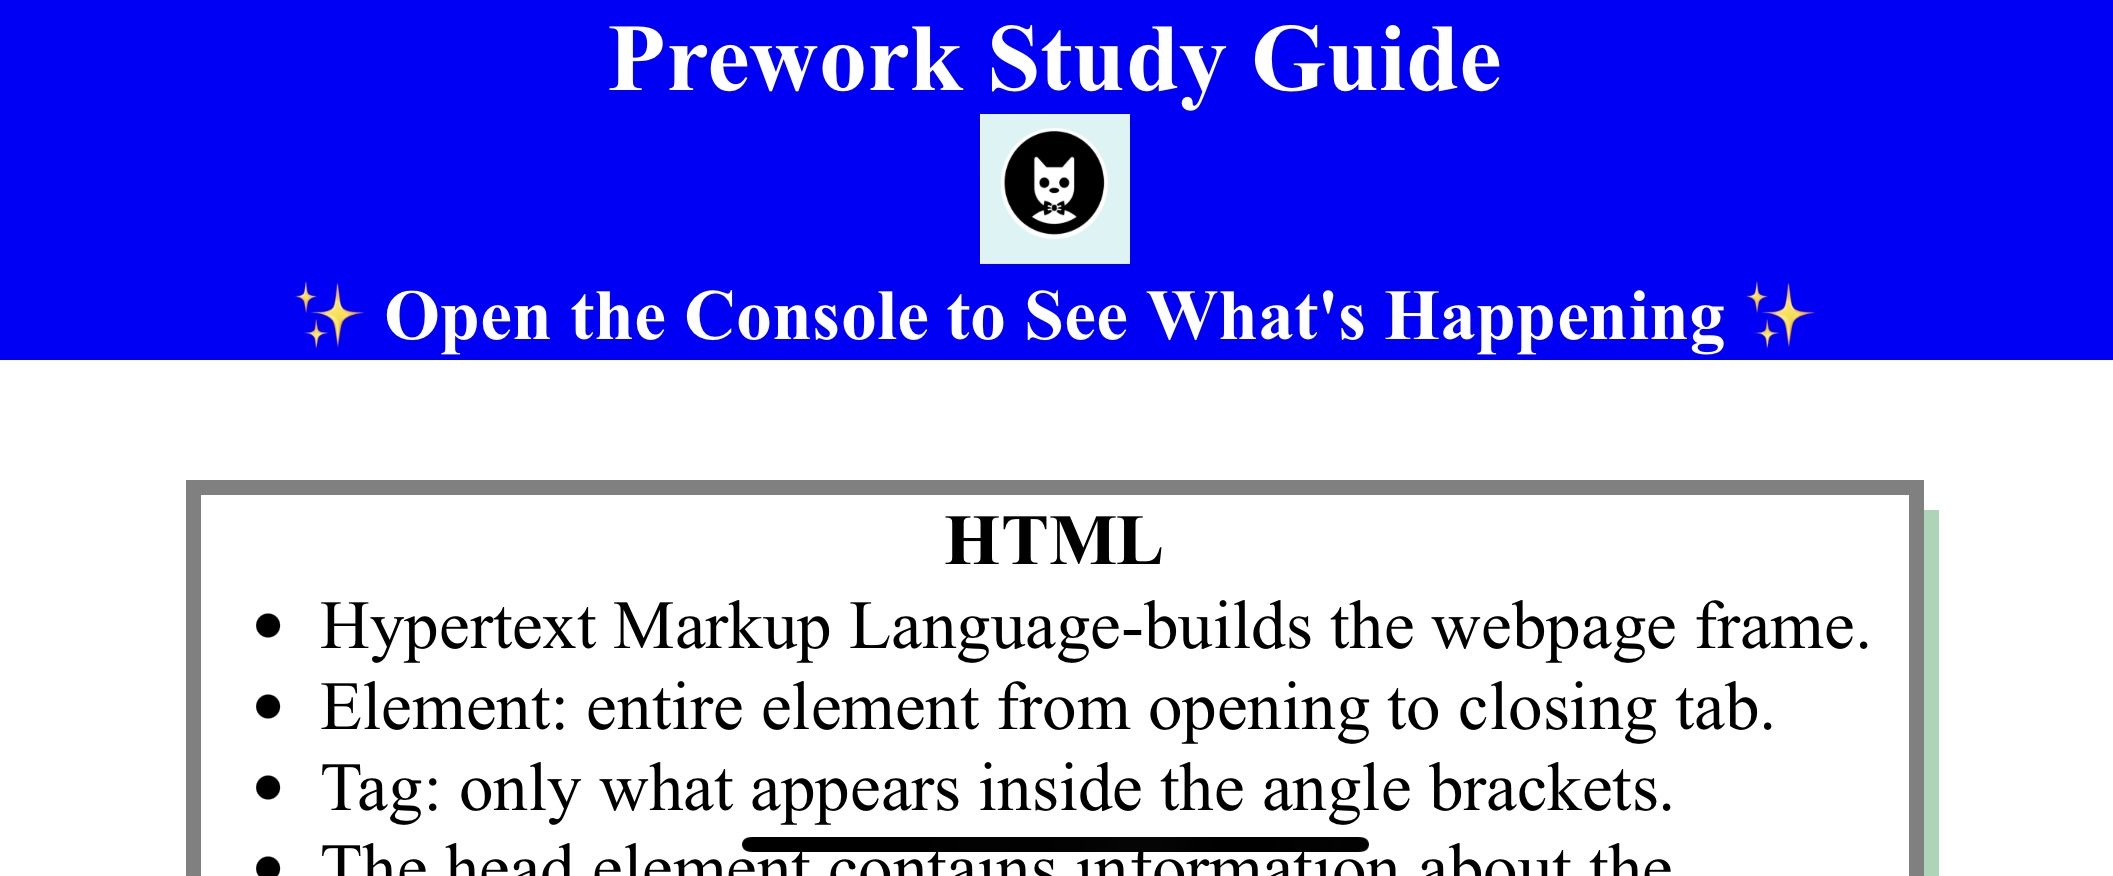 Prework Study Guide
✨ Open the Console to See What's Happening ✨
HTML
• Hypertext Markup Language-builds the webpage frame.
• Element: entire element from opening to closing tab.
• Tag: only what appears inside the angle brackets.
• The head element contains information about the